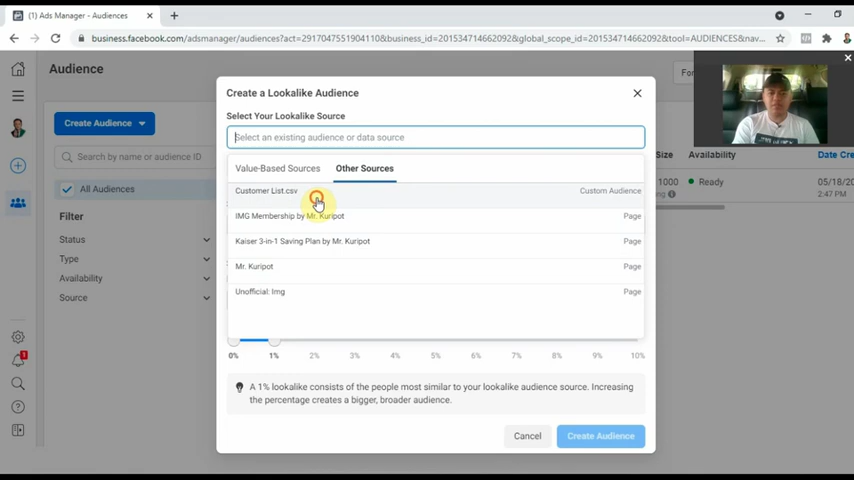 (1) Ads Manager - Audiences
business.facebook.com/adsmanager/audiences?act=2917047551904110&business_id=201534714662092&global_scope_id=201534714662092&tool=AUDIENCES&nav...
Audience
For
Create Audience
Search by name or audience ID
All Audiences
Filter
Status
Type
Availability
Source
Size
Availability
Date Cre
1000
Ready
05/18/20
2:47 PM
Create a Lookalike Audience
Select Your Lookalike Source
Select an existing audience or data source
Value-Based Sources
Other Sources
Customer List.csv
Custom Audience
IMG Membership by Mr. Kuripot
Page
Kaiser 3-in-1 Saving Plan by Mr. Kuripot
Page
Mr. Kuripot
Page
Unofficial: Img
Page
0% 1% 2% 3% 4% 5% 6% 7% 8% 9% 10%
A 1% lookalike consists of the people most similar to your lookalike audience source. Increasing
the percentage creates a bigger, broader audience.
Cancel
Create Audience
1